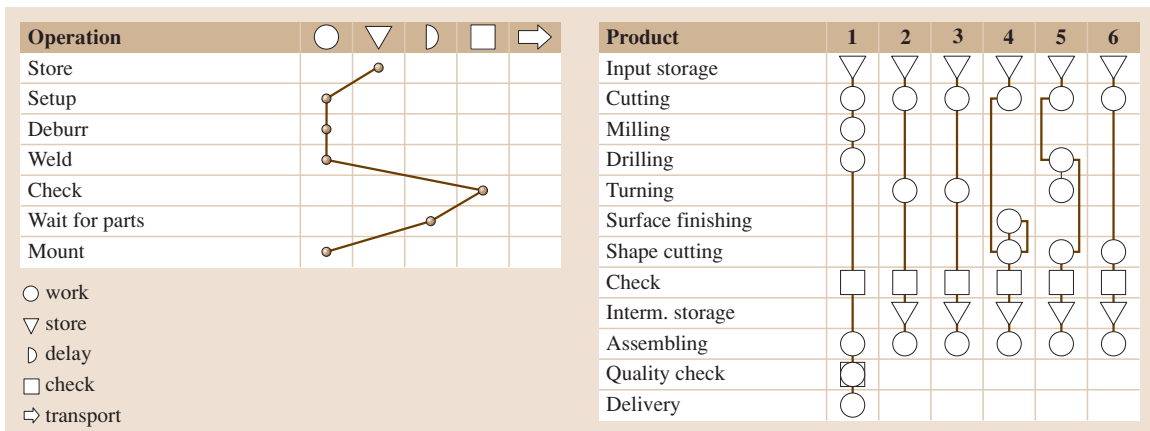 Operation
Store
Setup
Deburr
Weld
Check
Wait for parts
Mount
work
store
delay
check
transport
Product 1 2 3 4 5 6
Input storage
Cutting
Milling
Drilling
Turning
Surface finishing
Shape cutting
Check
Interm. storage
Assembling
Quality check
Delivery